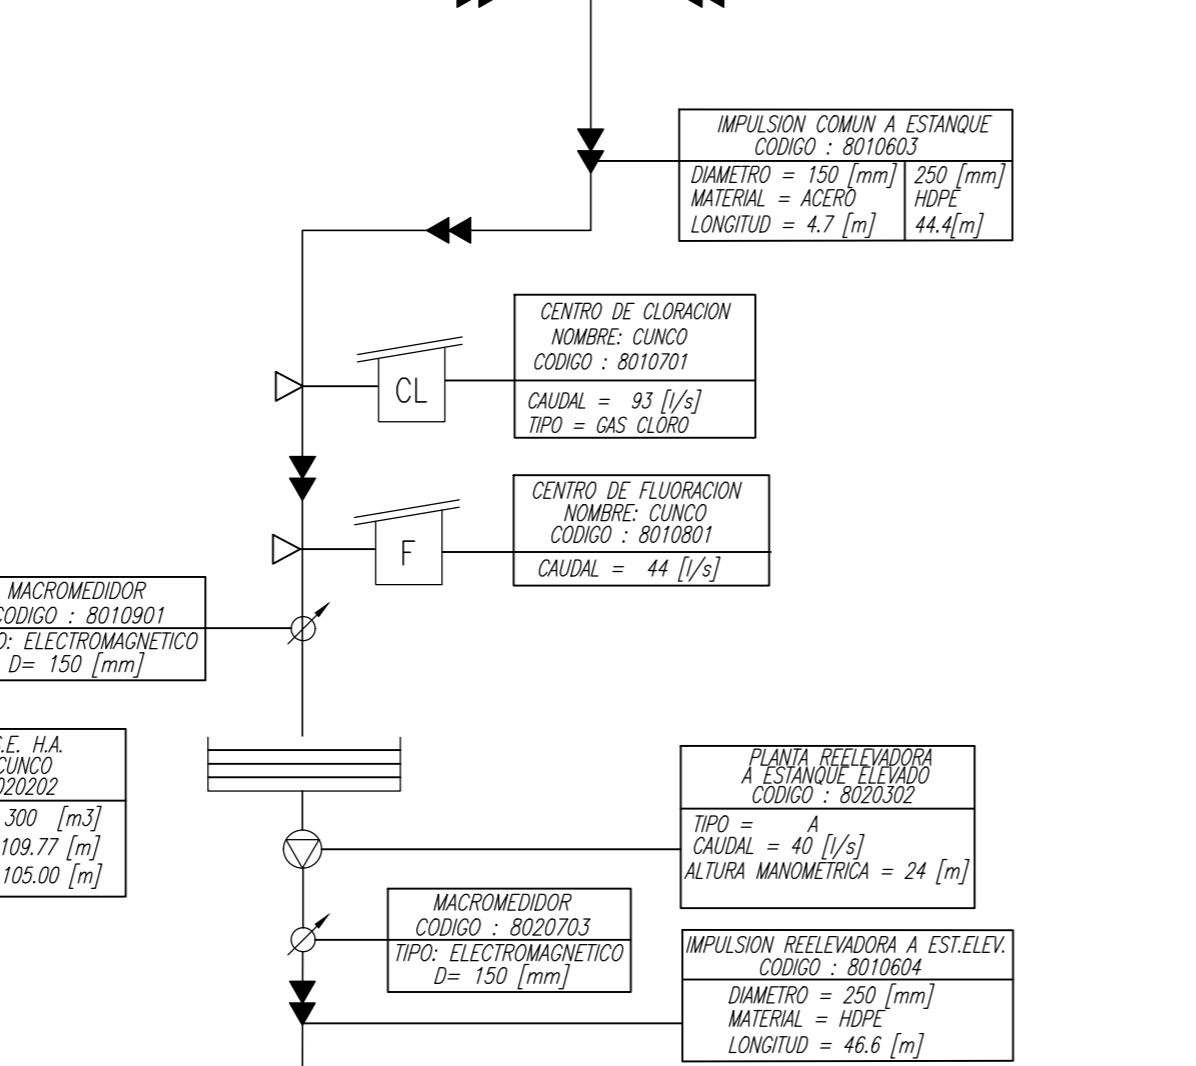 IMPULSION COMUN A ESTANQUE
CODIGO : 8010603
DIAMETRO = 150 [mm] 250 [mm]
MATERIAL = ACERO HDPE
LONGITUD = 4.7 [m] 44.4[m]
CENTRO DE CLORACION
NOMBRE: CUNCO
CODIGO : 8010701
CAUDAL = 93 [l/s]
TIPO = GAS CLORO
CL
CENTRO DE FLUORACION
NOMBRE: CUNCO
CODIGO : 8010801
CAUDAL = 44 [l/s]
F
MACROMEDIDOR
CODIGO : 8010901
O: ELECTROMAGNETICO
D= 150 [mm]
S.E. H.A.
CUNCO
020202
300 [m3]
109.77 [m]
105.00 [m]
PLANTA REELEVADORA
A ESTANQUE ELEVADO
CODIGO : 8020302
TIPO = A
CAUDAL = 40 [l/s]
ALTURA MANOMETRICA = 24 [m]
MACROMEDIDOR
CODIGO : 8020703
TIPO: ELECTROMAGNETICO
D= 150 [mm]
IMPULSION REELEVADORA A EST.ELEV.
CODIGO : 8010604
DIAMETRO = 250 [mm]
MATERIAL = HDPE
LONGITUD = 46.6 [m]